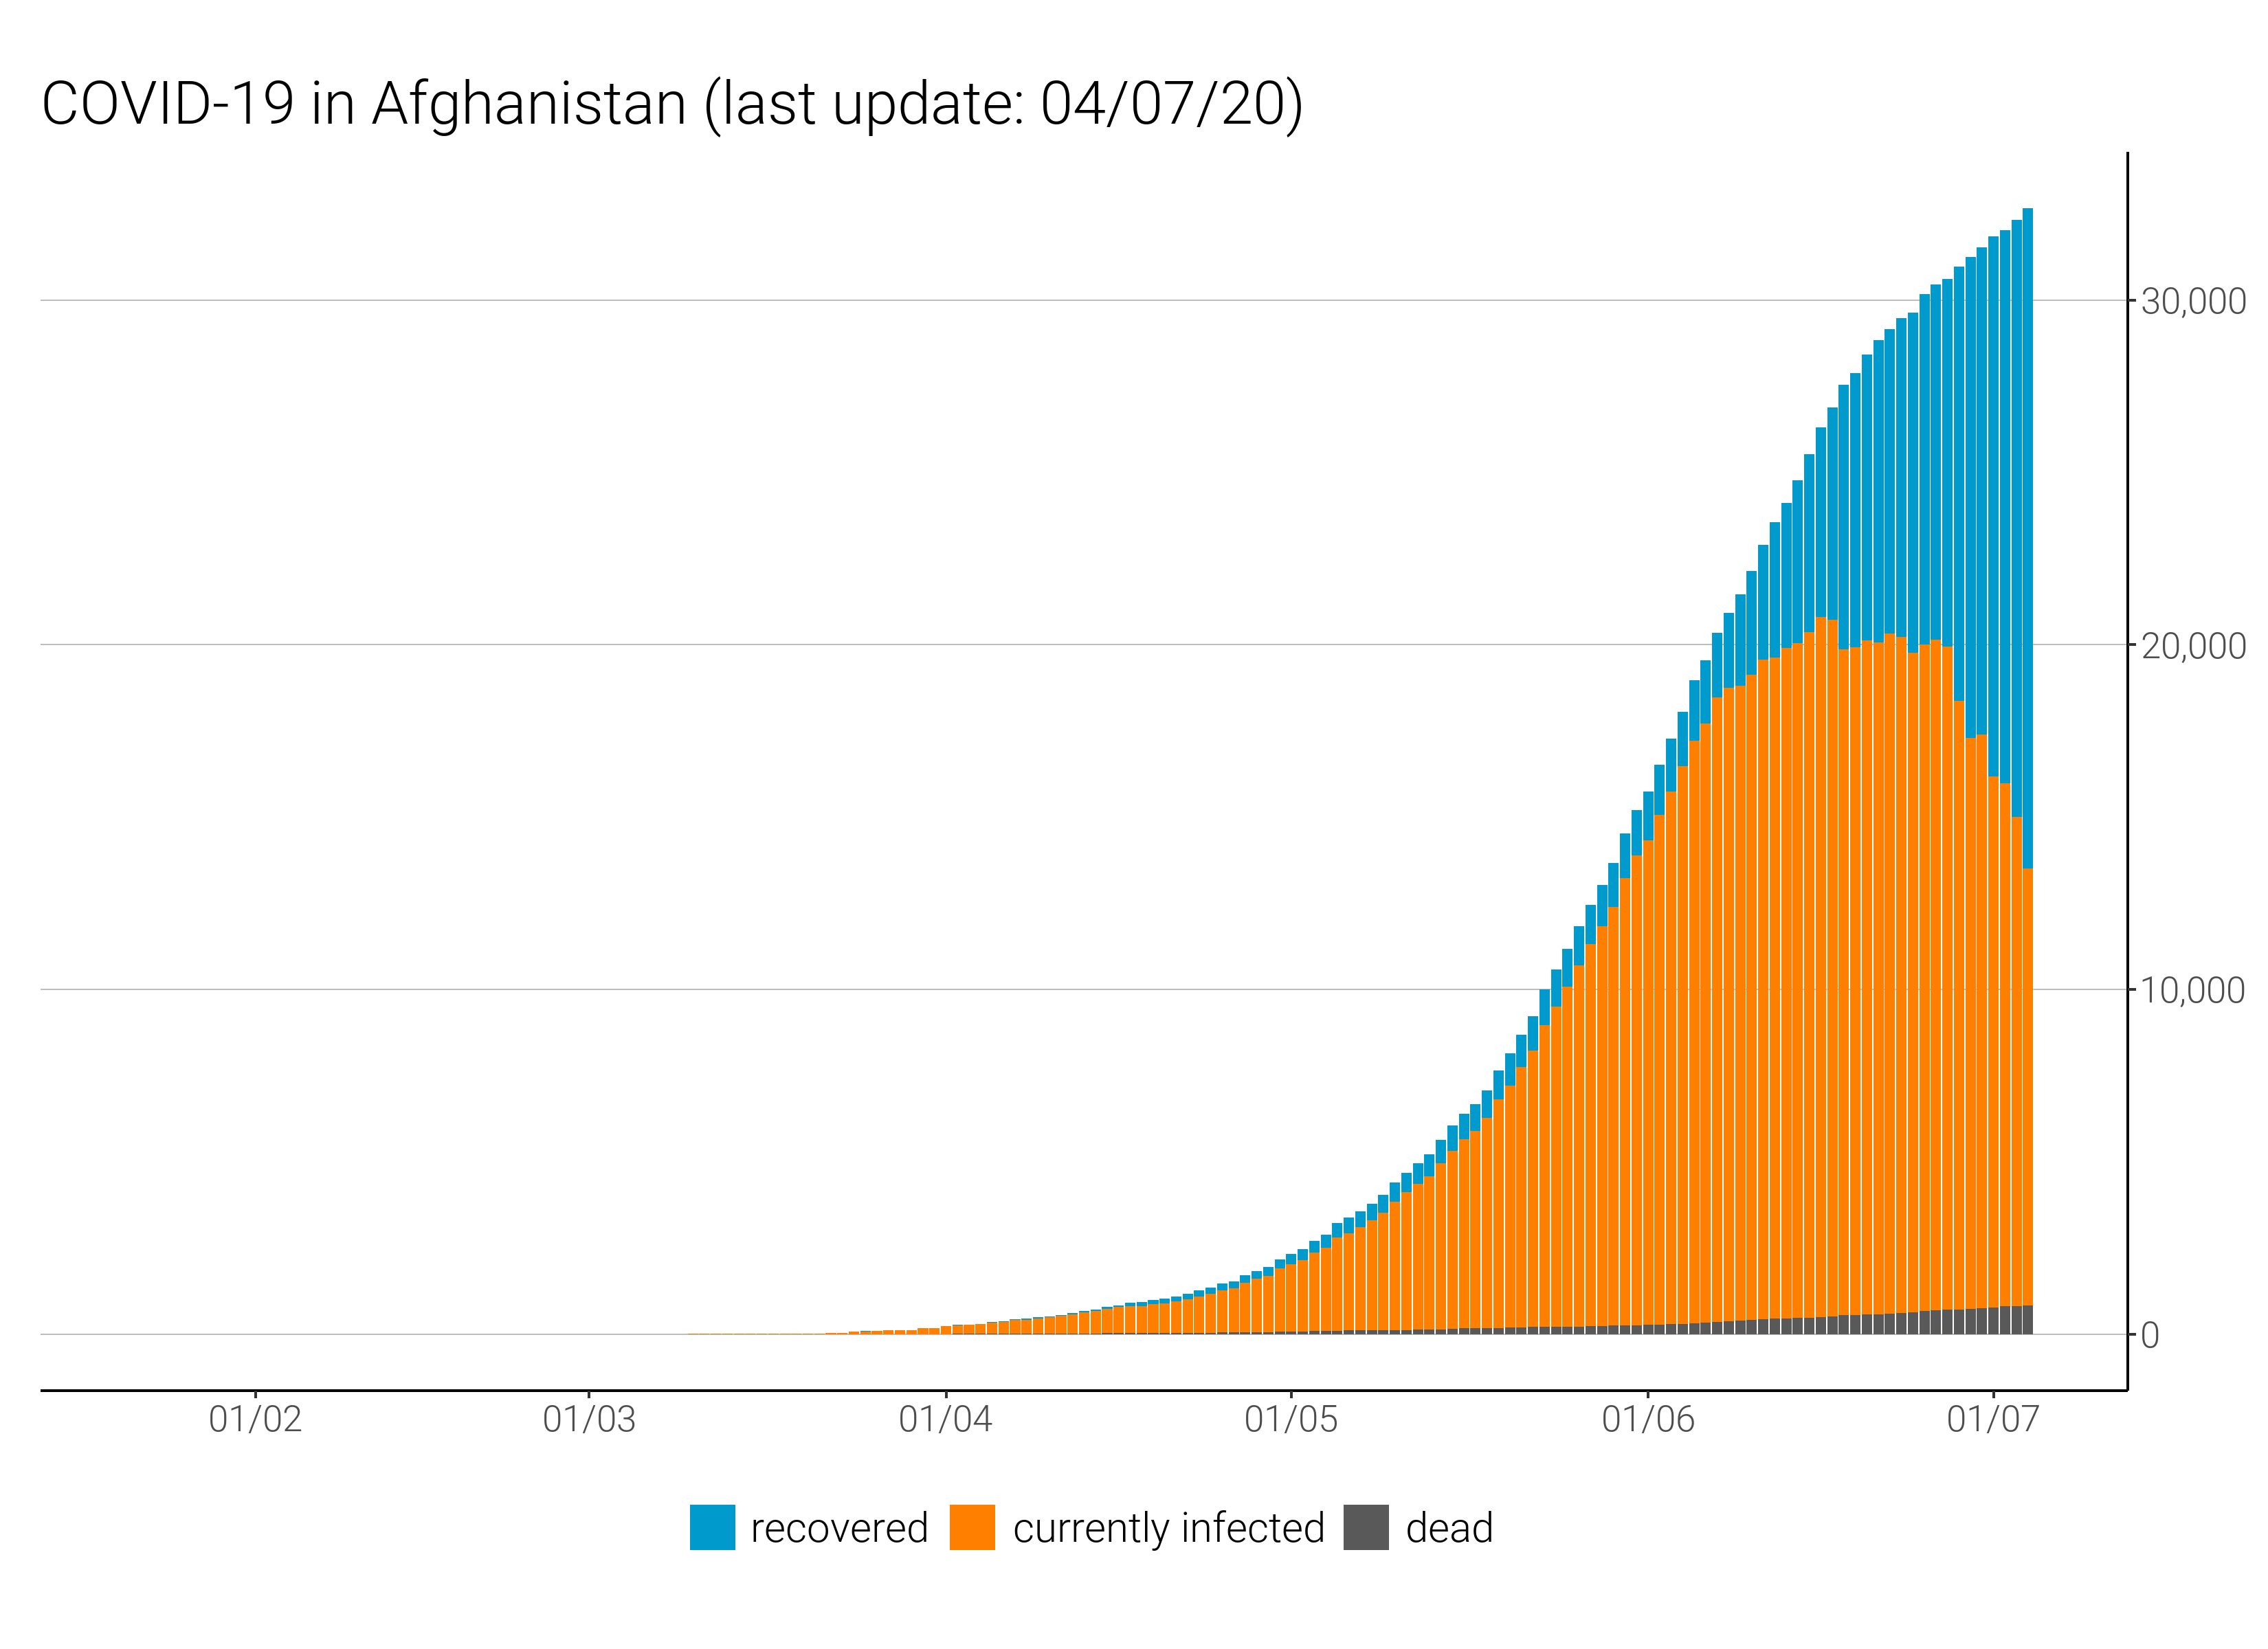 COVID-19 in Afghanistan (last update: 04/07/20)
30,000
20,000
10,000
0
01/02 01/03 01/04 01/05 01/06 01/07
recovered currently infected dead